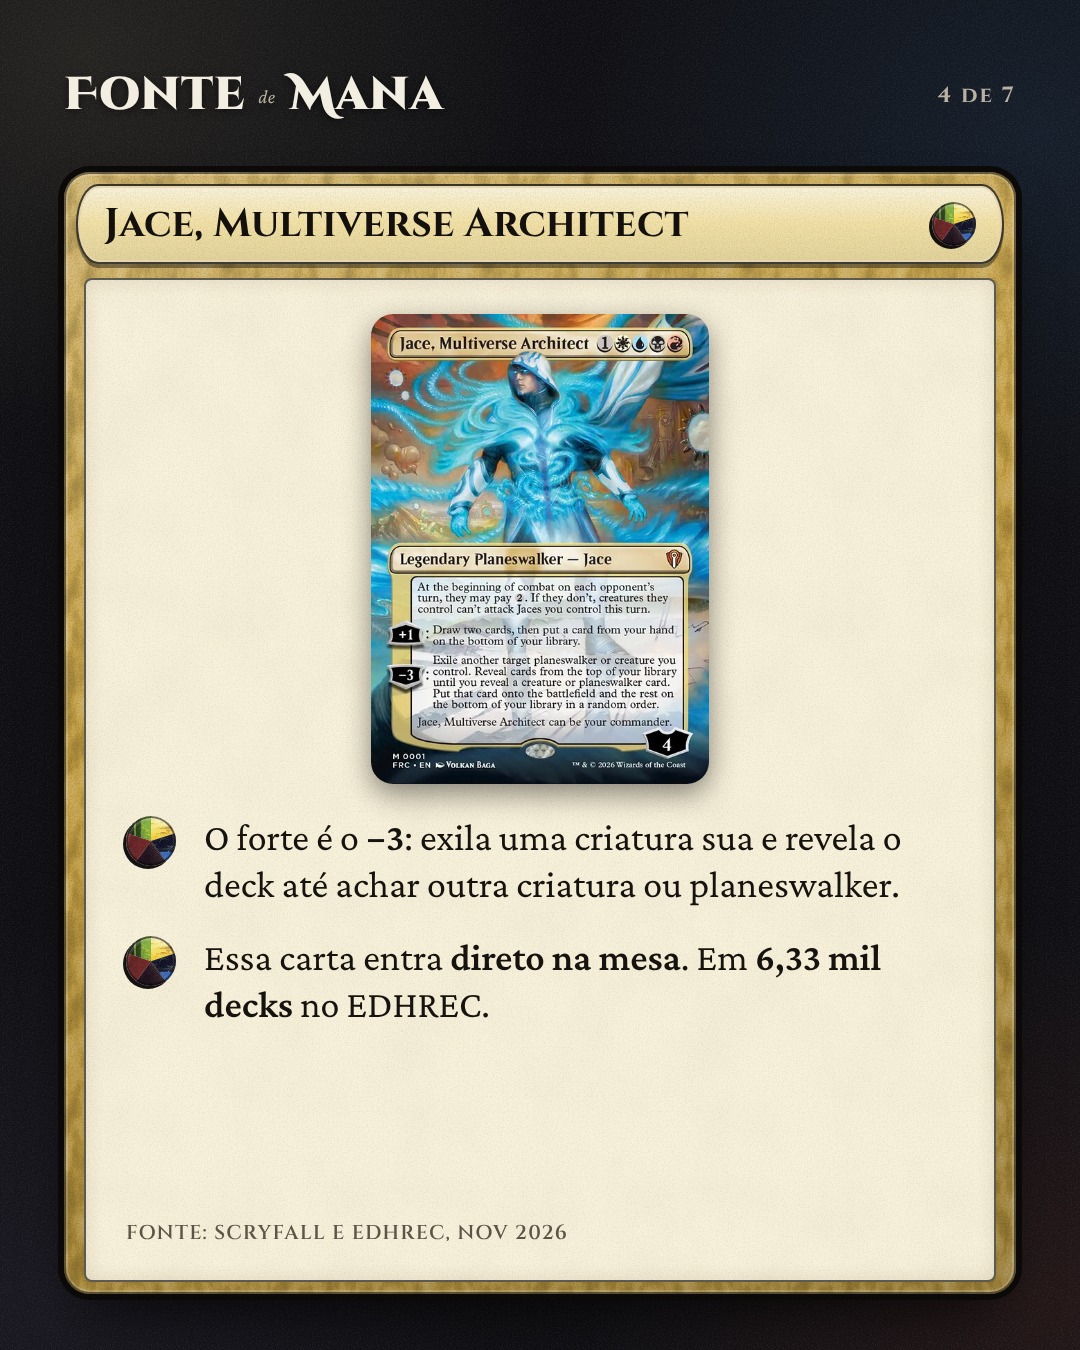 FONTE de MANA
4 DE 7
JACE, MULTIVERSE ARCHITECT
Jace, Multiverse Architect 1
Legendary Planeswalker — Jace
At the beginning of combat on each opponent's
turn, they may pay 2. If they don't, creatures they
control can't attack Jaces you control this turn.
+1: Draw two cards, then put a card from your hand
on the bottom of your library.
Exile another target planeswalker or creature you
−3: control. Reveal cards from the top of your library
until you reveal a creature or planeswalker card.
Put that card onto the battlefield and the rest on
the bottom of your library in a random order.
Jace, Multiverse Architect can be your commander.
4
M 0001
FRC • EN VOLKAN BAGA
™ & © 2026 Wizards of the Coast
O forte é o −3: exila uma criatura sua e revela o
deck até achar outra criatura ou planeswalker.
Essa carta entra direto na mesa. Em 6,33 mil
decks no EDHREC.
FONTE: SCRYFALL E EDHREC, NOV 2026